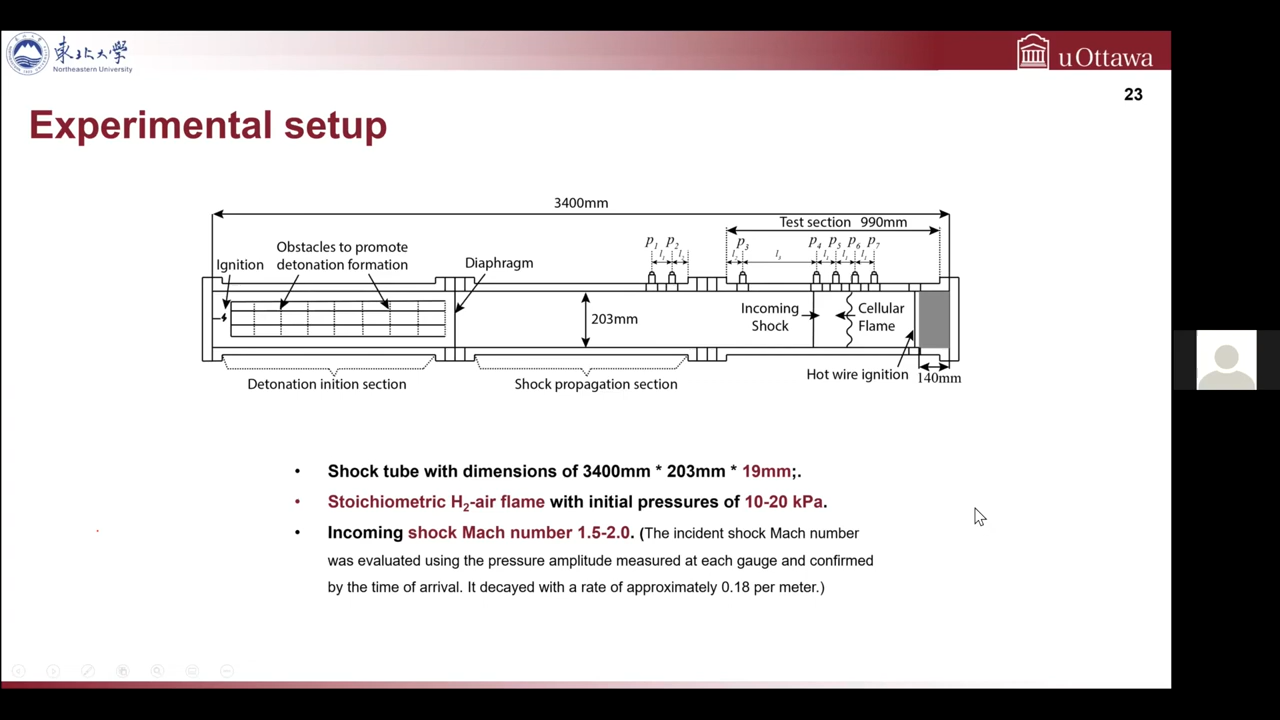 東北大学
Northeastern University
uOttawa
23
Experimental setup
3400mm
Test section 990mm
p1 p2
p3
p4 p5 p6 p7
Obstacles to promote
detonation formation
Ignition
Diaphragm
203mm
Incoming
Shock
Cellular
Flame
Hot wire ignition
140mm
Detonation inition section
Shock propagation section
• Shock tube with dimensions of 3400mm * 203mm * 19mm;.
• Stoichiometric H2-air flame with initial pressures of 10-20 kPa.
• Incoming shock Mach number 1.5-2.0. (The incident shock Mach number
was evaluated using the pressure amplitude measured at each gauge and confirmed
by the time of arrival. It decayed with a rate of approximately 0.18 per meter.)